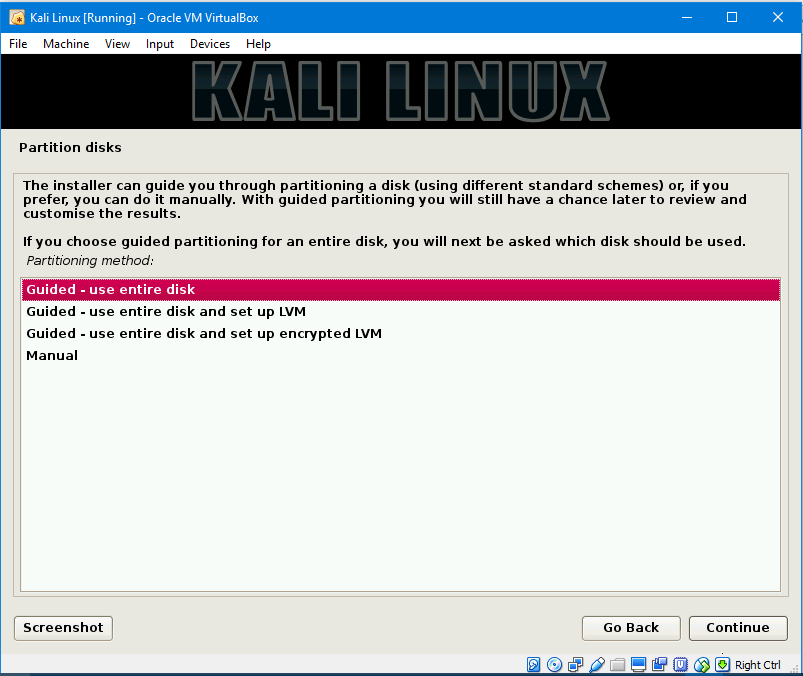 Kali Linux [Running] - Oracle VM VirtualBox
File Machine View Input Devices Help
KALI LINUX
Partition disks
The installer can guide you through partitioning a disk (using different standard schemes) or, if you
prefer, you can do it manually. With guided partitioning you will still have a chance later to review and
customise the results.
If you choose guided partitioning for an entire disk, you will next be asked which disk should be used.
Partitioning method:
Guided - use entire disk
Guided - use entire disk and set up LVM
Guided - use entire disk and set up encrypted LVM
Manual
Screenshot Go Back Continue
Right Ctrl